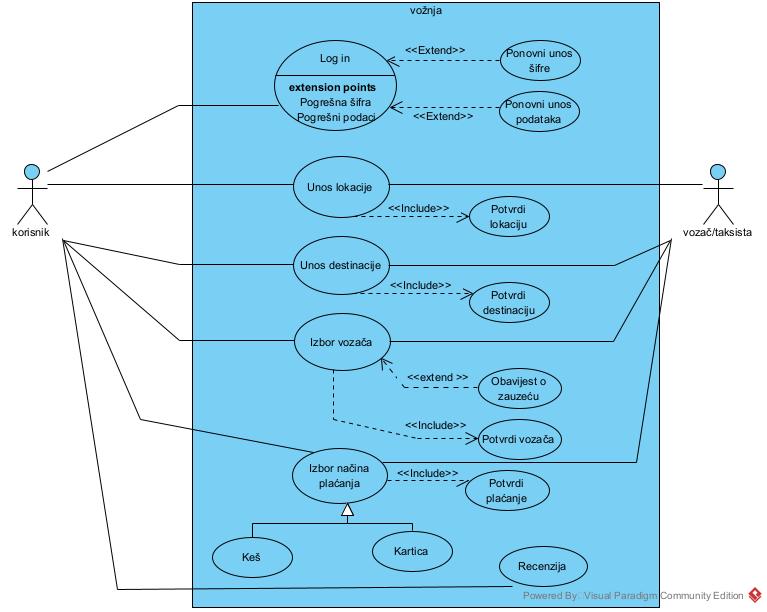 vožnja
Log in
extension points
Pogrešna šifra
Pogrešni podaci
<<Extend>>
Ponovni unos
šifre
<<Extend>>
Ponovni unos
podataka
korisnik
vozač/taksista
Unos lokacije
<<Include>>
Potvrdi
lokaciju
Unos destinacije
<<Include>>
Potvrdi
destinaciju
Izbor vozača
<<extend >>
Obavijest o
zauzeću
<<Include>>
Potvrdi vozača
Izbor načina
plaćanja
<<Include>>
Potvrdi
plaćanje
Keš
Kartica
Recenzija
Powered By: Visual Paradigm Community Edition